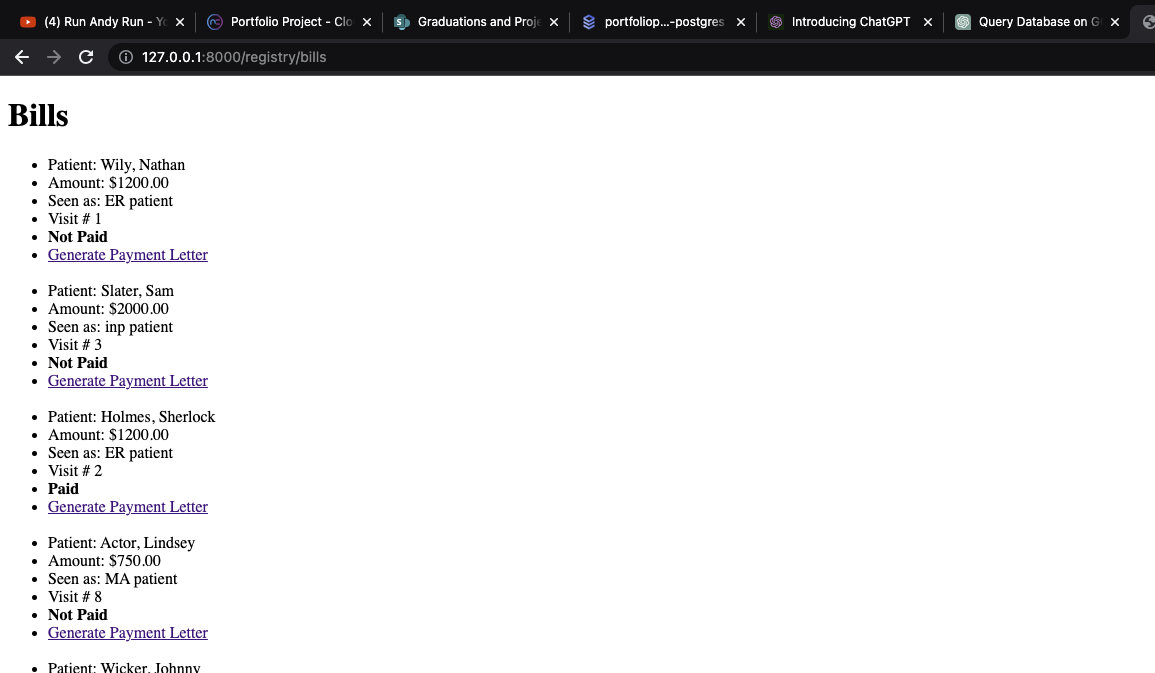 (4) Run Andy Run - Yo
Portfolio Project - Clo
Graduations and Proje
portfoliop...-postgres
Introducing ChatGPT
Query Database on G
127.0.0.1:8000/registry/bills
Bills
Patient: Wily, Nathan
Amount: $1200.00
Seen as: ER patient
Visit # 1
Not Paid
Generate Payment Letter
Patient: Slater, Sam
Amount: $2000.00
Seen as: inp patient
Visit # 3
Not Paid
Generate Payment Letter
Patient: Holmes, Sherlock
Amount: $1200.00
Seen as: ER patient
Visit # 2
Paid
Generate Payment Letter
Patient: Actor, Lindsey
Amount: $750.00
Seen as: MA patient
Visit # 8
Not Paid
Generate Payment Letter
Patient: Wicker, Johnny